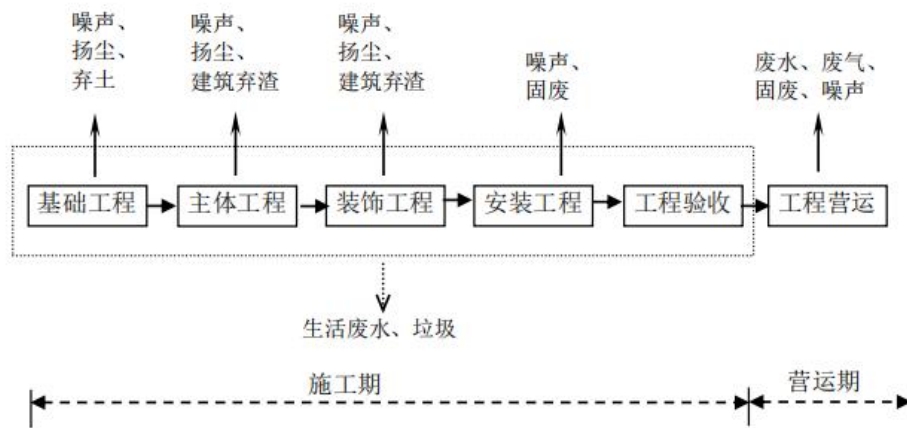 噪声、
扬尘、
弃土
噪声、
扬尘、
建筑弃渣
噪声、
扬尘、
建筑弃渣
噪声、
固废
废水、废气、
固废、噪声
基础工程
主体工程
装饰工程
安装工程
工程验收
工程营运
生活废水、垃圾
施工期
营运期